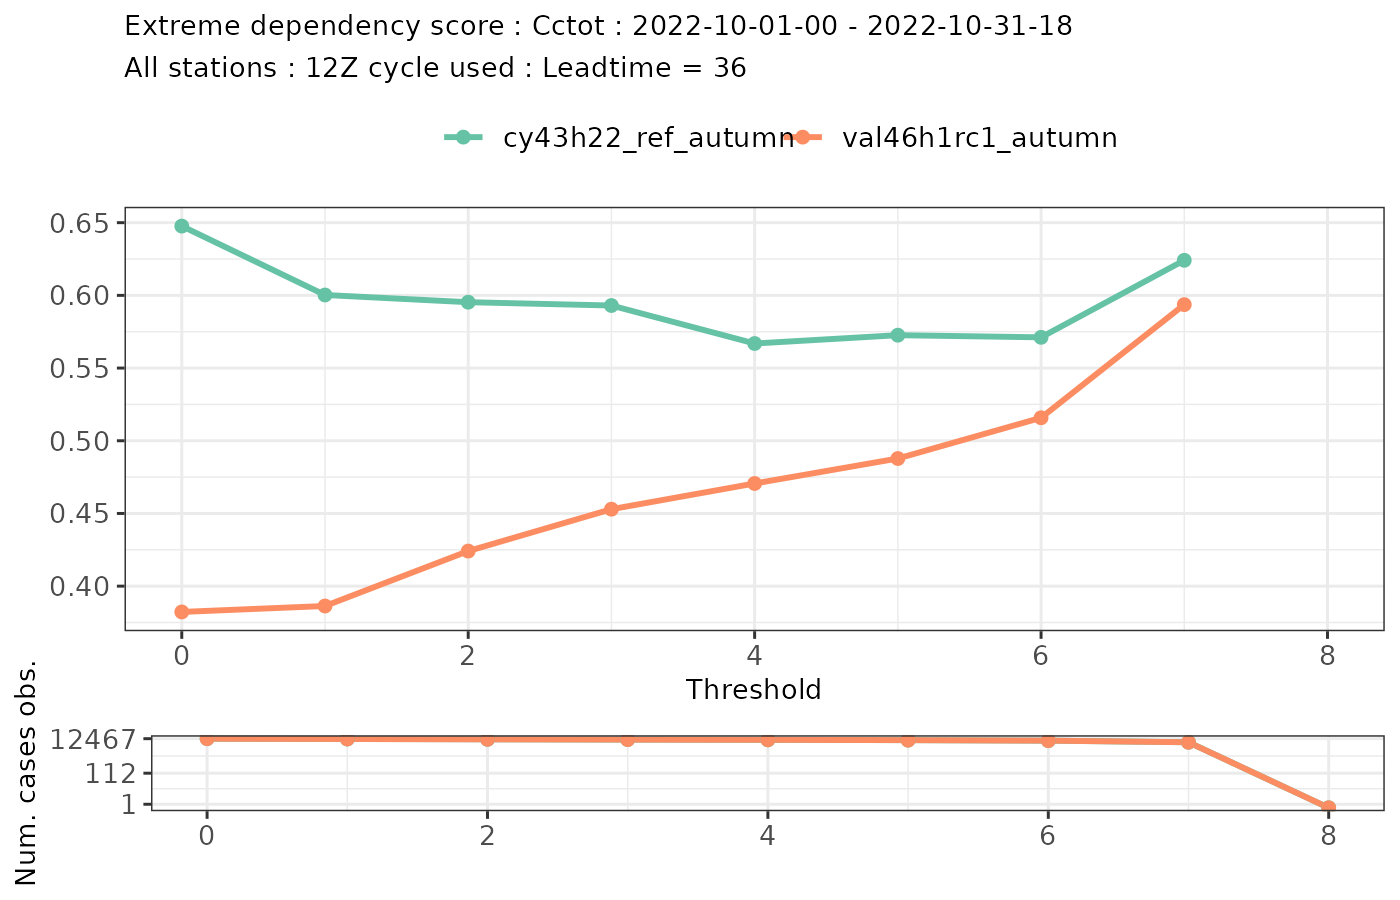 Extreme dependency score : Cctot : 2022-10-01-00 - 2022-10-31-18
All stations : 12Z cycle used : Leadtime = 36
cy43h22_ref_autumn val46h1rc1_autumn
0.65
0.60
0.55
0.50
0.45
0.40
0 2 4 6 8
Threshold
Num. cases obs.
12467
112
1
0 2 4 6 8